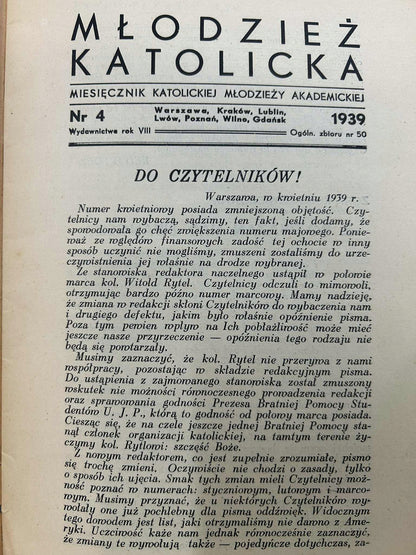 MŁODZIEŻ
KATOLICKA
MIESIĘCZNIK KATOLICKIEJ MŁODZIEŻY AKADEMICKIEJ
Nr 4 Warszawa, Kraków, Lublin, 1939
Lwów, Poznań, Wilno, Gdańsk
Wydawnictwo rok VIII Ogóln. zbioru nr 50
DO CZYTELNIKÓW!
Warszawa, w kwietniu 1939 r.
Numer kwietniowy posiada zmniejszoną objętość. Czy-
telnicy nam wybaczą, sądzimy, ten fakt, jeśli dodamy, że
spowodowała go chęć zwiększenia numeru majowego. Ponie-
waż ze względów finansowych zadość tej ochocie w inny
sposób uczynić nie mogliśmy, zmuszeni zostaliśmy do urze-
czywistnienia jej właśnie na drodze wybranej.
Ze stanowiska redaktora naczelnego ustąpił w połowie
marca kol. Witold Rytel. Czytelnicy odczuli to mimowoli,
otrzymując bardzo późno numer marcowy. Mamy nadzieję,
że zmiana w redakcji skłoni Czytelników do wybaczenia nam
i drugiego defektu, jakim było właśnie opóźnienie pisma.
Poza tym pewien wpływ na Ich pobłażliwość może mieć
jeszcze nasze przyrzeczenie — opóźnienia tego rodzaju nie
będą się powtarzały.
Musimy zaznaczyć, że kol. Rytel nie przerywa z nami
współpracy, pozostając w składzie redakcyjnym pisma.
Do ustąpienia z zajmowanego stanowiska został zmuszony
wskutek nie możności równoczesnego prowadzenia redakcji
oraz sprawowania godności Prezesa Bratniej Pomocy Stu-
dentów U. J. P., którą to godność od połowy marca posiada.
Ciesząc się, że na czele jeszcze jednej Bratniej Pomocy sta-
nął członek organizacji katolickiej, na tamtym terenie ży-
czymy kol. Rytlowi: szczęść Boże.
Z nowym redaktorem, co jest zupełnie zrozumiałe, pismo
się trochę zmieni. Oczywiście nie chodzi o zasady, tylko
o sposób ich ujęcia. Smak tych zmian mieli Czytelnicy moż-
ność poznać w numerach: styczniowym, lutowym i marco-
wym. Musimy przyznać, że u niektórych Czytelników wy-
wołały one już pochlebny dla pisma oddźwięk. Widocznym
tego dowodem jest list, jaki otrzymaliśmy nie dawno z Ame-
ryki. Uczciwość każe nam jednak równocześnie zaznaczyć,
że zmiany te wywołują także — pojedyńcze dotychczas, za-